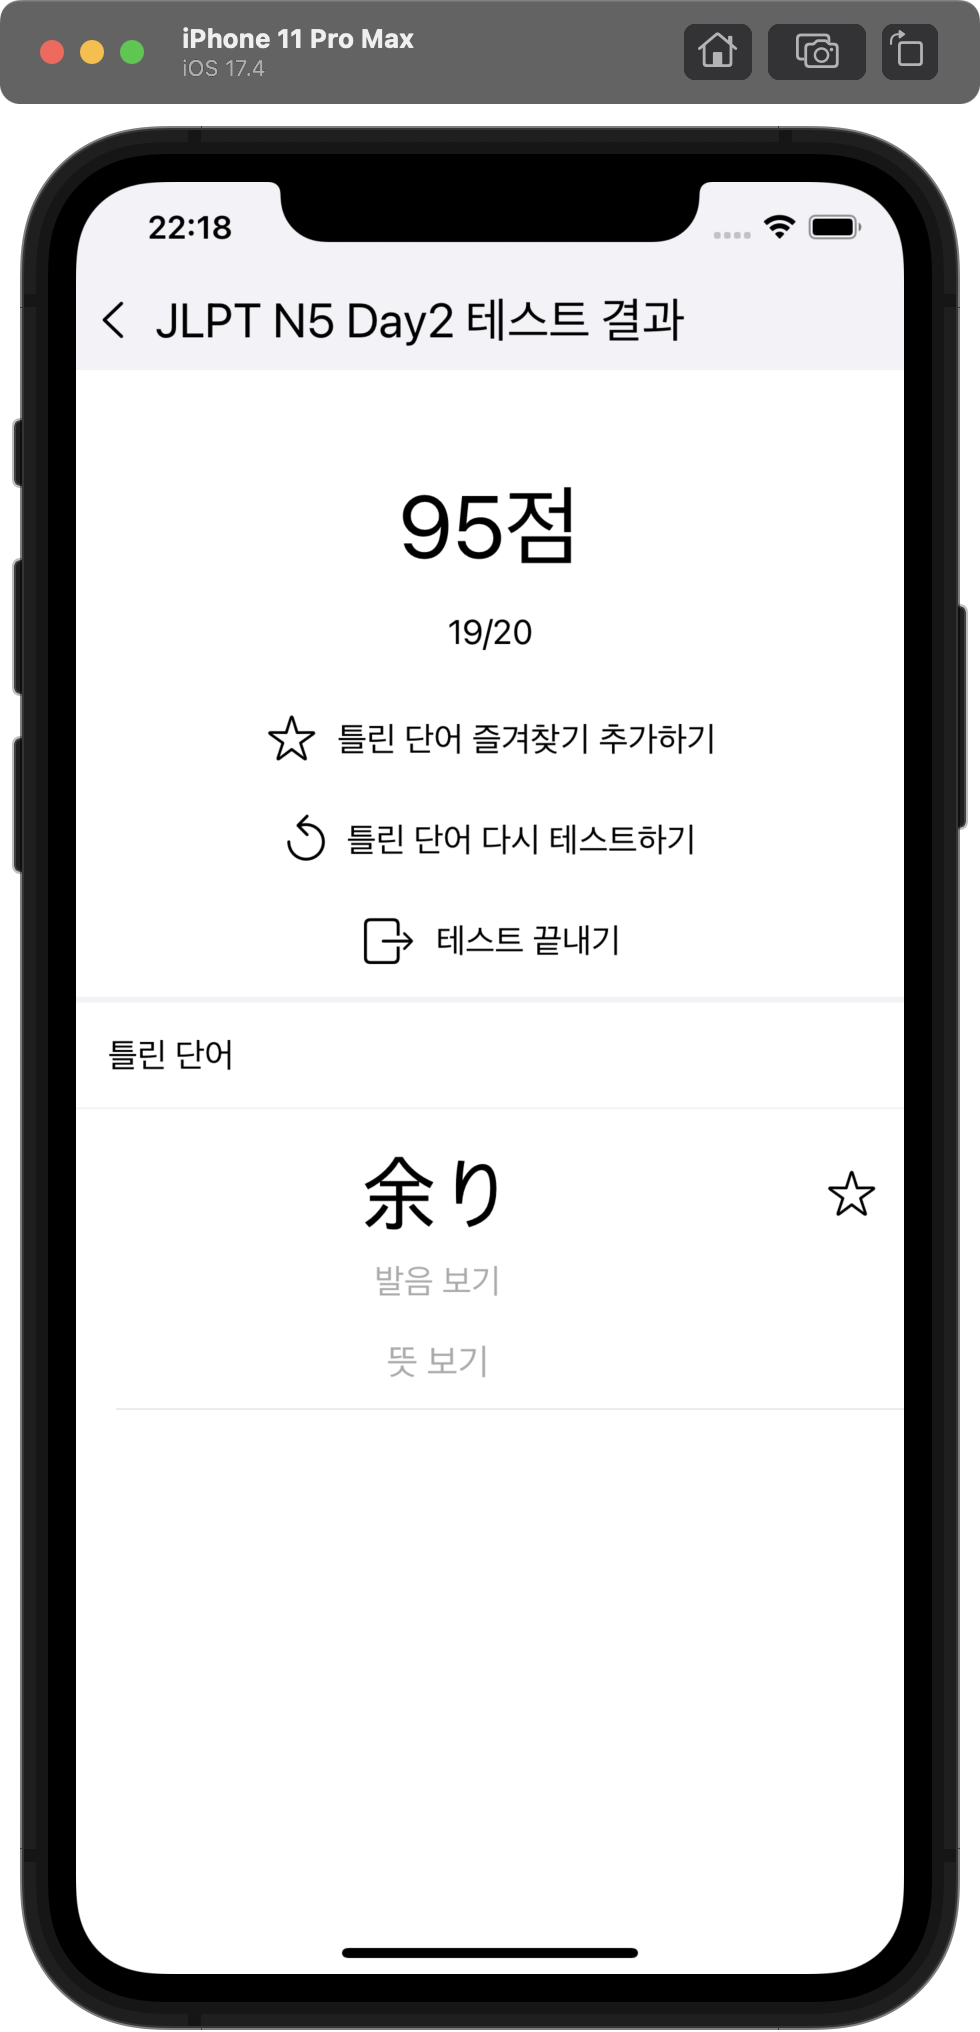 iPhone 11 Pro Max
iOS 17.4
22:18
JLPT N5 Day2 테스트 결과
95점
19/20
틀린 단어 즐겨찾기 추가하기
틀린 단어 다시 테스트하기
테스트 끝내기
틀린 단어
余り
발음 보기
뜻 보기